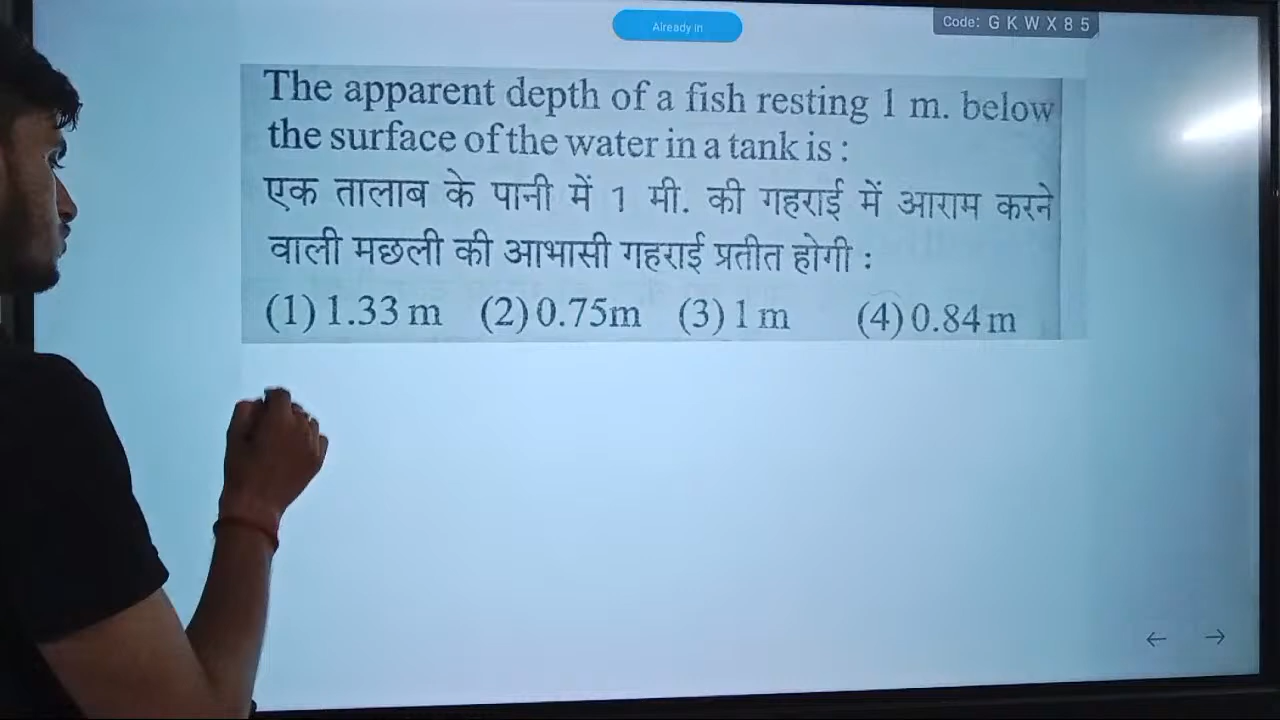 Already in
Code: G K W X 8 5
The apparent depth of a fish resting 1 m. below
the surface of the water in a tank is :
एक तालाब के पानी में 1 मी. की गहराई में आराम करने
वाली मछली की आभासी गहराई प्रतीत होगी :
(1) 1.33 m (2) 0.75m (3) 1 m (4) 0.84 m